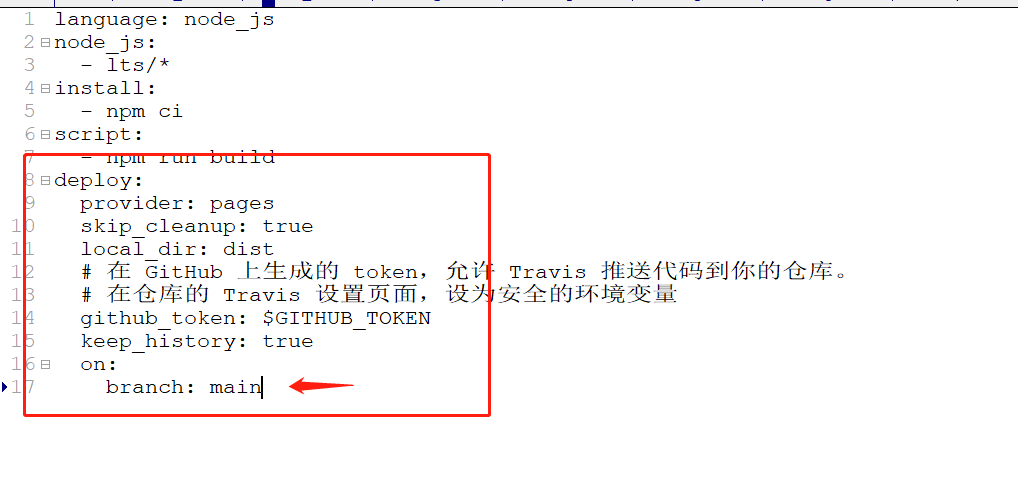 1 language: node_js
2 node_js:
3   - lts/*
4 install:
5   - npm ci
6 script:
7   - npm run build
8 deploy:
9   provider: pages
10   skip_cleanup: true
11   local_dir: dist
12   # 在 GitHub 上生成的 token，允许 Travis 推送代码到你的仓库。
13   # 在仓库的 Travis 设置页面，设为安全的环境变量
14   github_token: $GITHUB_TOKEN
15   keep_history: true
16   on:
17     branch: main